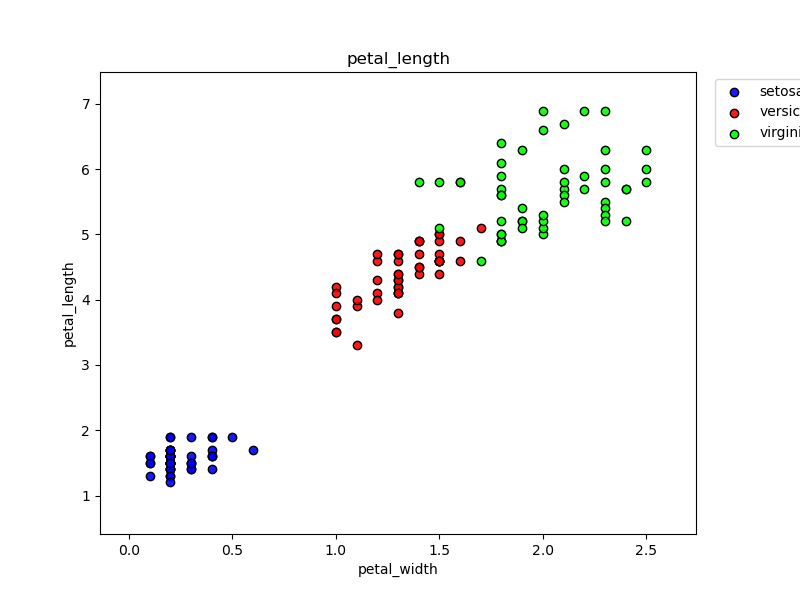 petal_length
7
6
5
4
3
2
1
petal_length
0.0 0.5 1.0 1.5 2.0 2.5
petal_width
setosa
versic
virgini